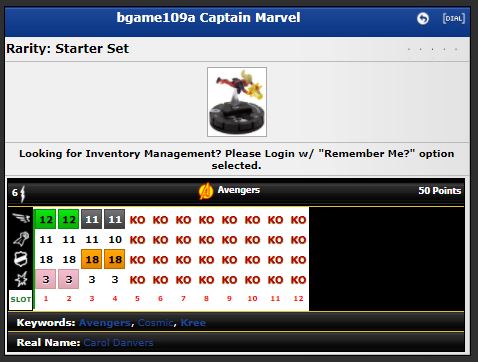 bgame109a Captain Marvel
[DIAL]
Rarity: Starter Set
Looking for Inventory Management? Please Login w/ "Remember Me?" option
selected.
6 Avengers 50 Points
12 12 11 11 KO KO KO KO KO KO KO KO
11 11 11 10 KO KO KO KO KO KO KO KO
18 18 18 18 KO KO KO KO KO KO KO KO
3 3 3 3 KO KO KO KO KO KO KO KO
SLOT 1 2 3 4 5 6 7 8 9 10 11 12
Keywords: Avengers, Cosmic, Kree
Real Name: Carol Danvers